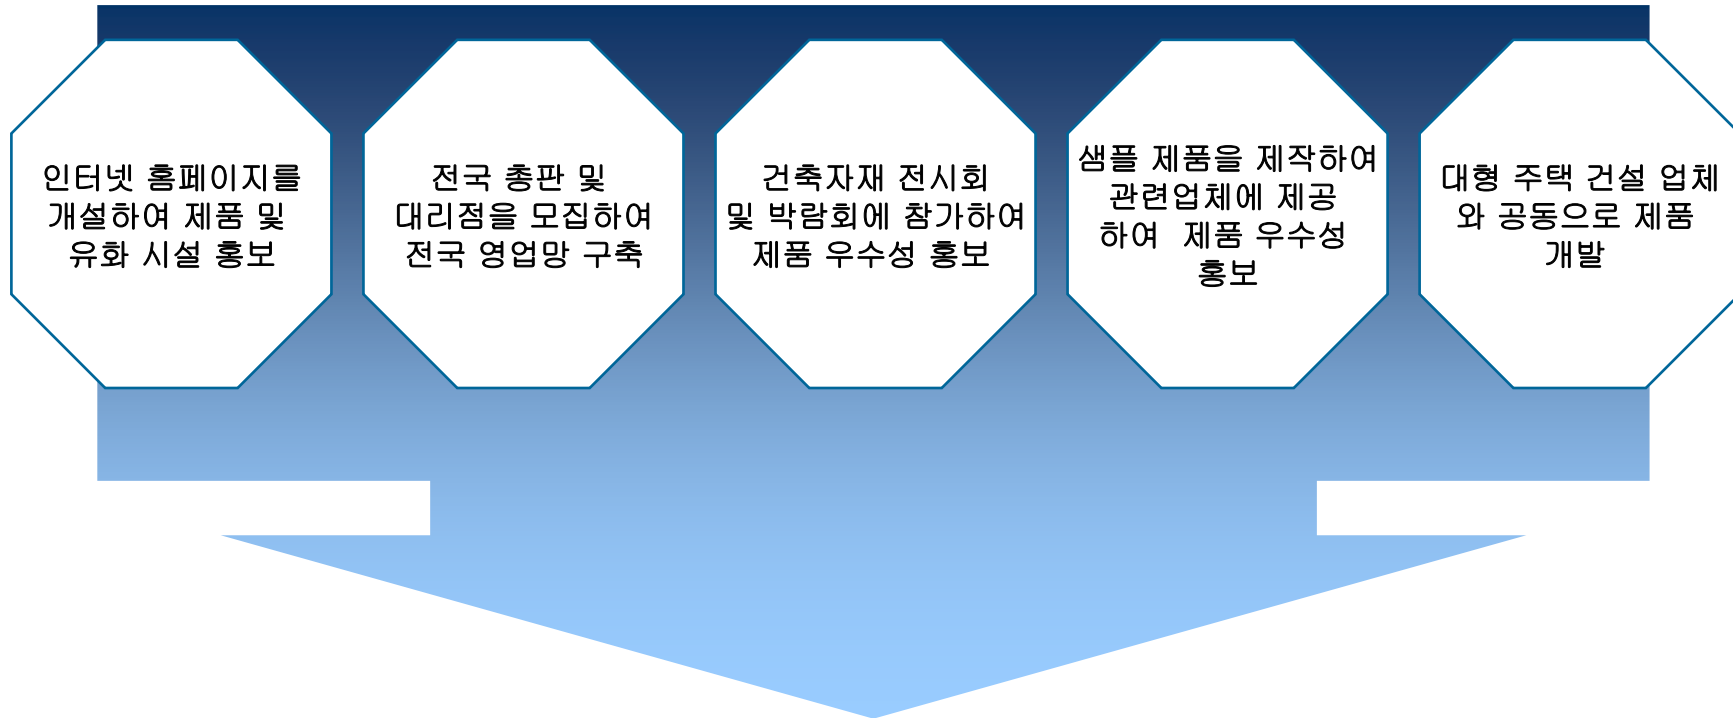 인터넷 홈페이지를
개설하여 제품 및
유화 시설 홍보
전국 총판 및
대리점을 모집하여
전국 영업망 구축
건축자재 전시회
및 박람회에 참가하여
제품 우수성 홍보
샘플 제품을 제작하여
관련업체에 제공
하여 제품 우수성
홍보
대형 주택 건설 업체
와 공동으로 제품
개발